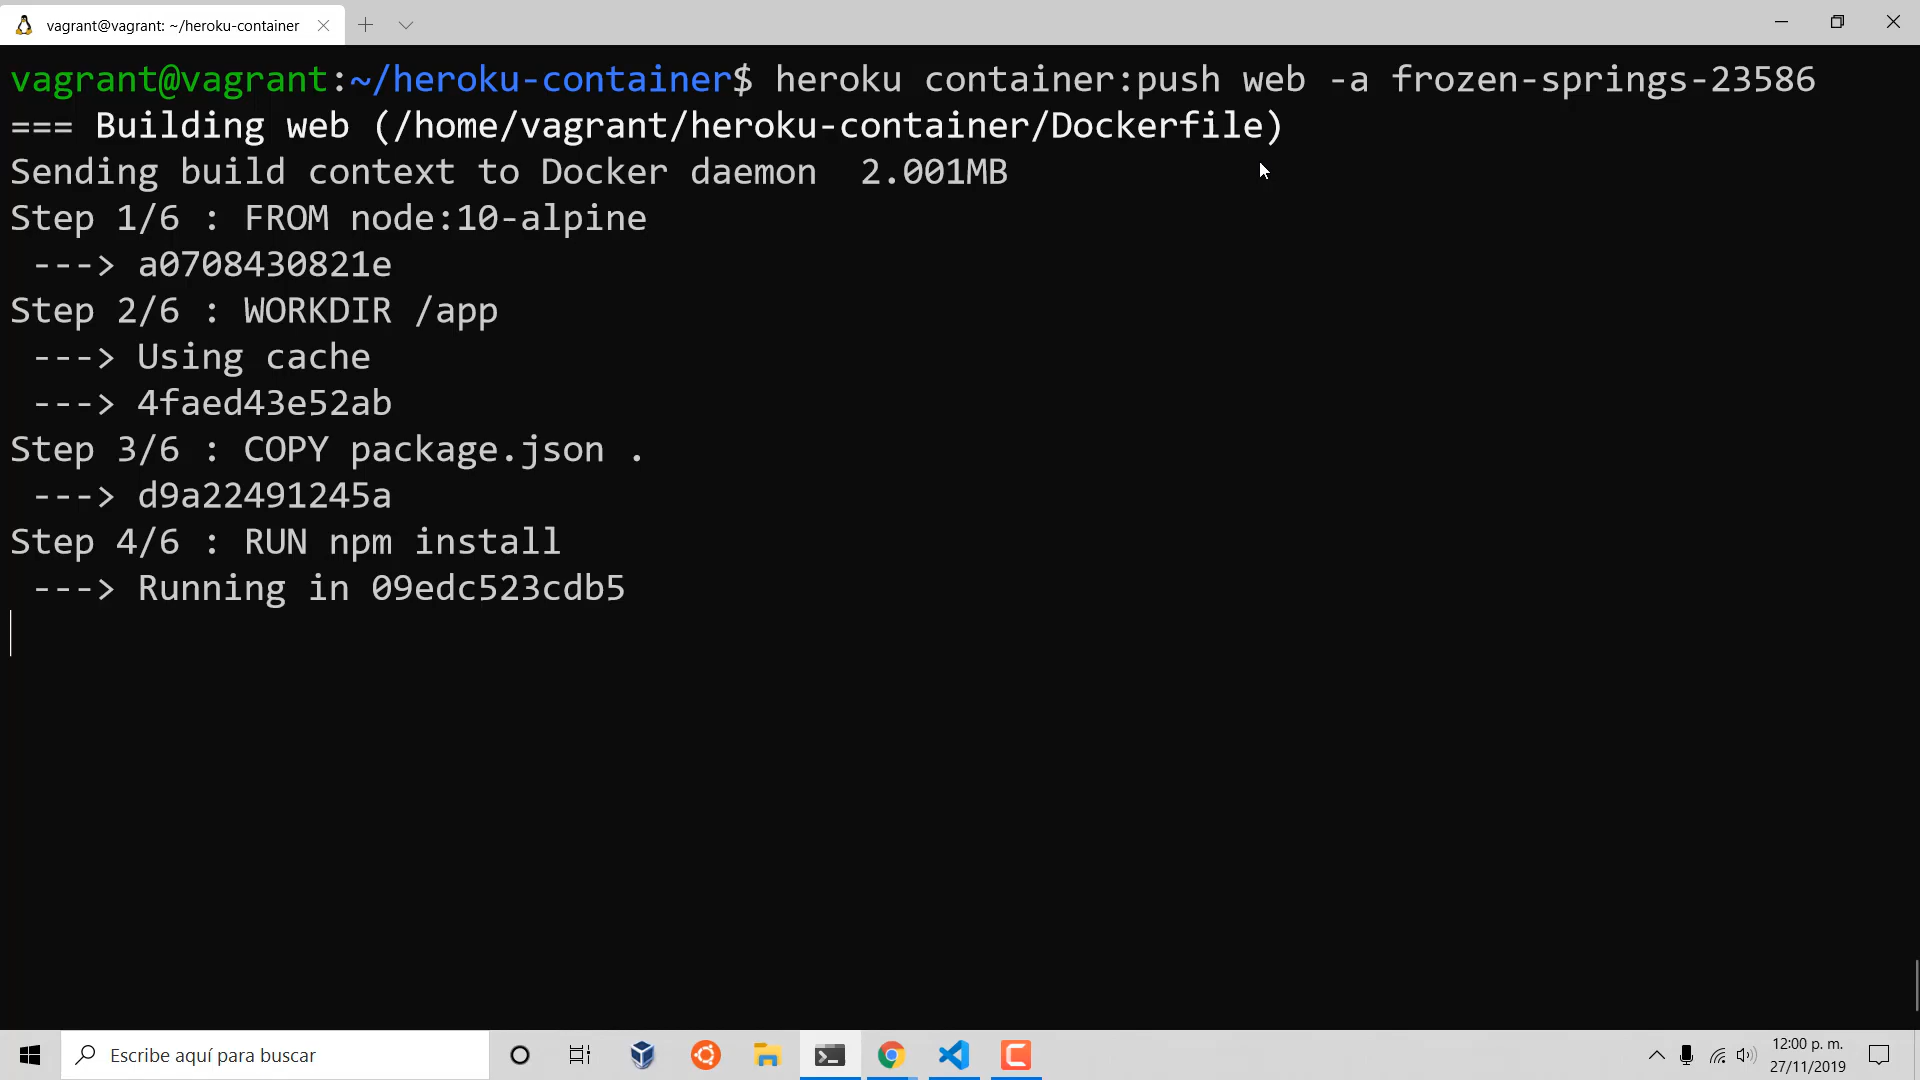 vagrant@vagrant: ~/heroku-container
vagrant@vagrant:~/heroku-container$ heroku container:push web -a frozen-springs-23586
=== Building web (/home/vagrant/heroku-container/Dockerfile)
Sending build context to Docker daemon  2.001MB
Step 1/6 : FROM node:10-alpine
 ---> a0708430821e
Step 2/6 : WORKDIR /app
 ---> Using cache
 ---> 4faed43e52ab
Step 3/6 : COPY package.json .
 ---> d9a22491245a
Step 4/6 : RUN npm install
 ---> Running in 09edc523cdb5
Escribe aquí para buscar
12:00 p. m.
27/11/2019